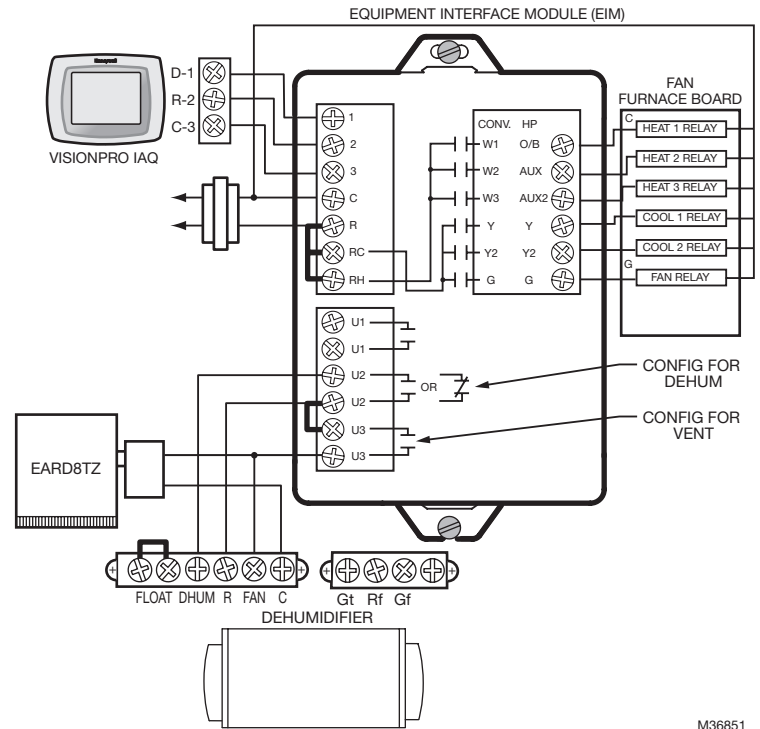 EQUIPMENT INTERFACE MODULE (EIM)
Honeywell
D-1
R-2
C-3
VISIONPRO IAQ
1
2
3
C
R
RC
RH
CONV. HP
W1 O/B
W2 AUX
W3 AUX2
Y Y
Y2 Y2
G G
FAN
FURNACE BOARD
C
HEAT 1 RELAY
HEAT 2 RELAY
HEAT 3 RELAY
COOL 1 RELAY
COOL 2 RELAY
G
FAN RELAY
U1
U1
U2
OR
U2
U3
U3
CONFIG FOR
DEHUM
CONFIG FOR
VENT
EARD8TZ
FLOAT DHUM R FAN C
Gt Rf Gf
DEHUMIDIFIER
M36851